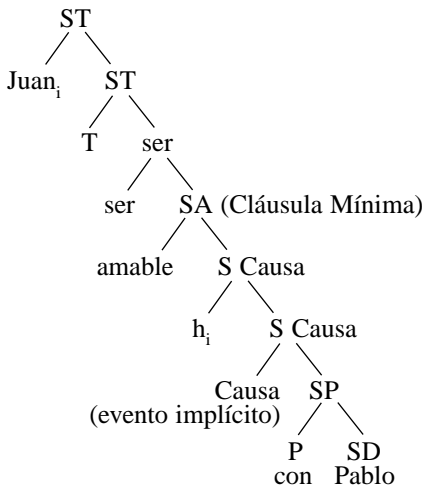 ST
Juan_i ST
T ser
ser SA (Cláusula Mínima)
amable S Causa
h_i S Causa
Causa SP
(evento implícito)
P SD
con Pablo